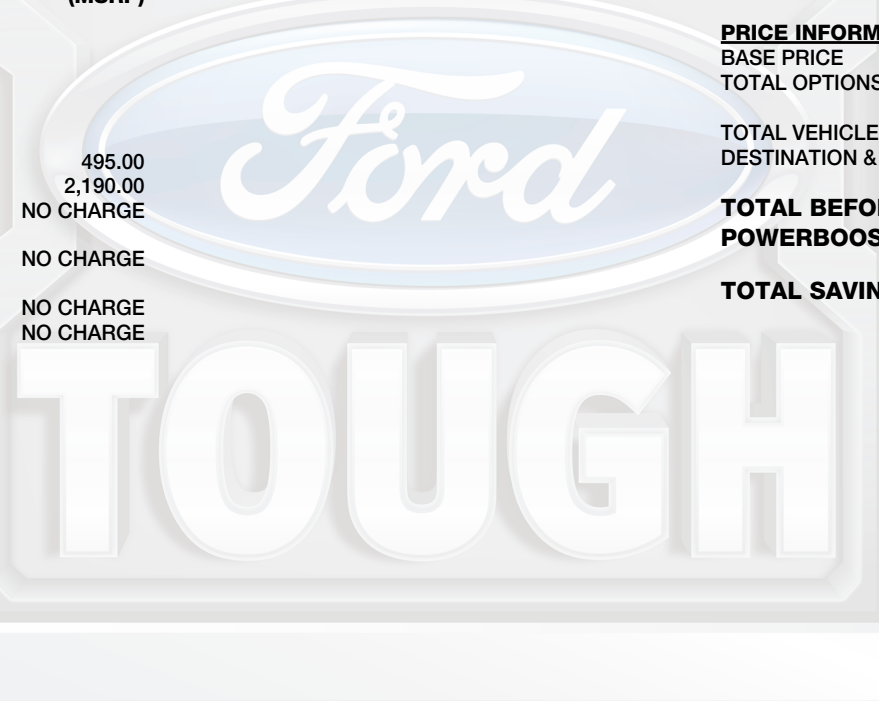 (MSRP)
495.00
2,190.00
NO CHARGE
NO CHARGE
NO CHARGE
NO CHARGE
PRICE INFORM
BASE PRICE
TOTAL OPTIONS
TOTAL VEHICLE
DESTINATION &
TOTAL BEFO
POWERBOOS
TOTAL SAVIN
Ford
TOUGH